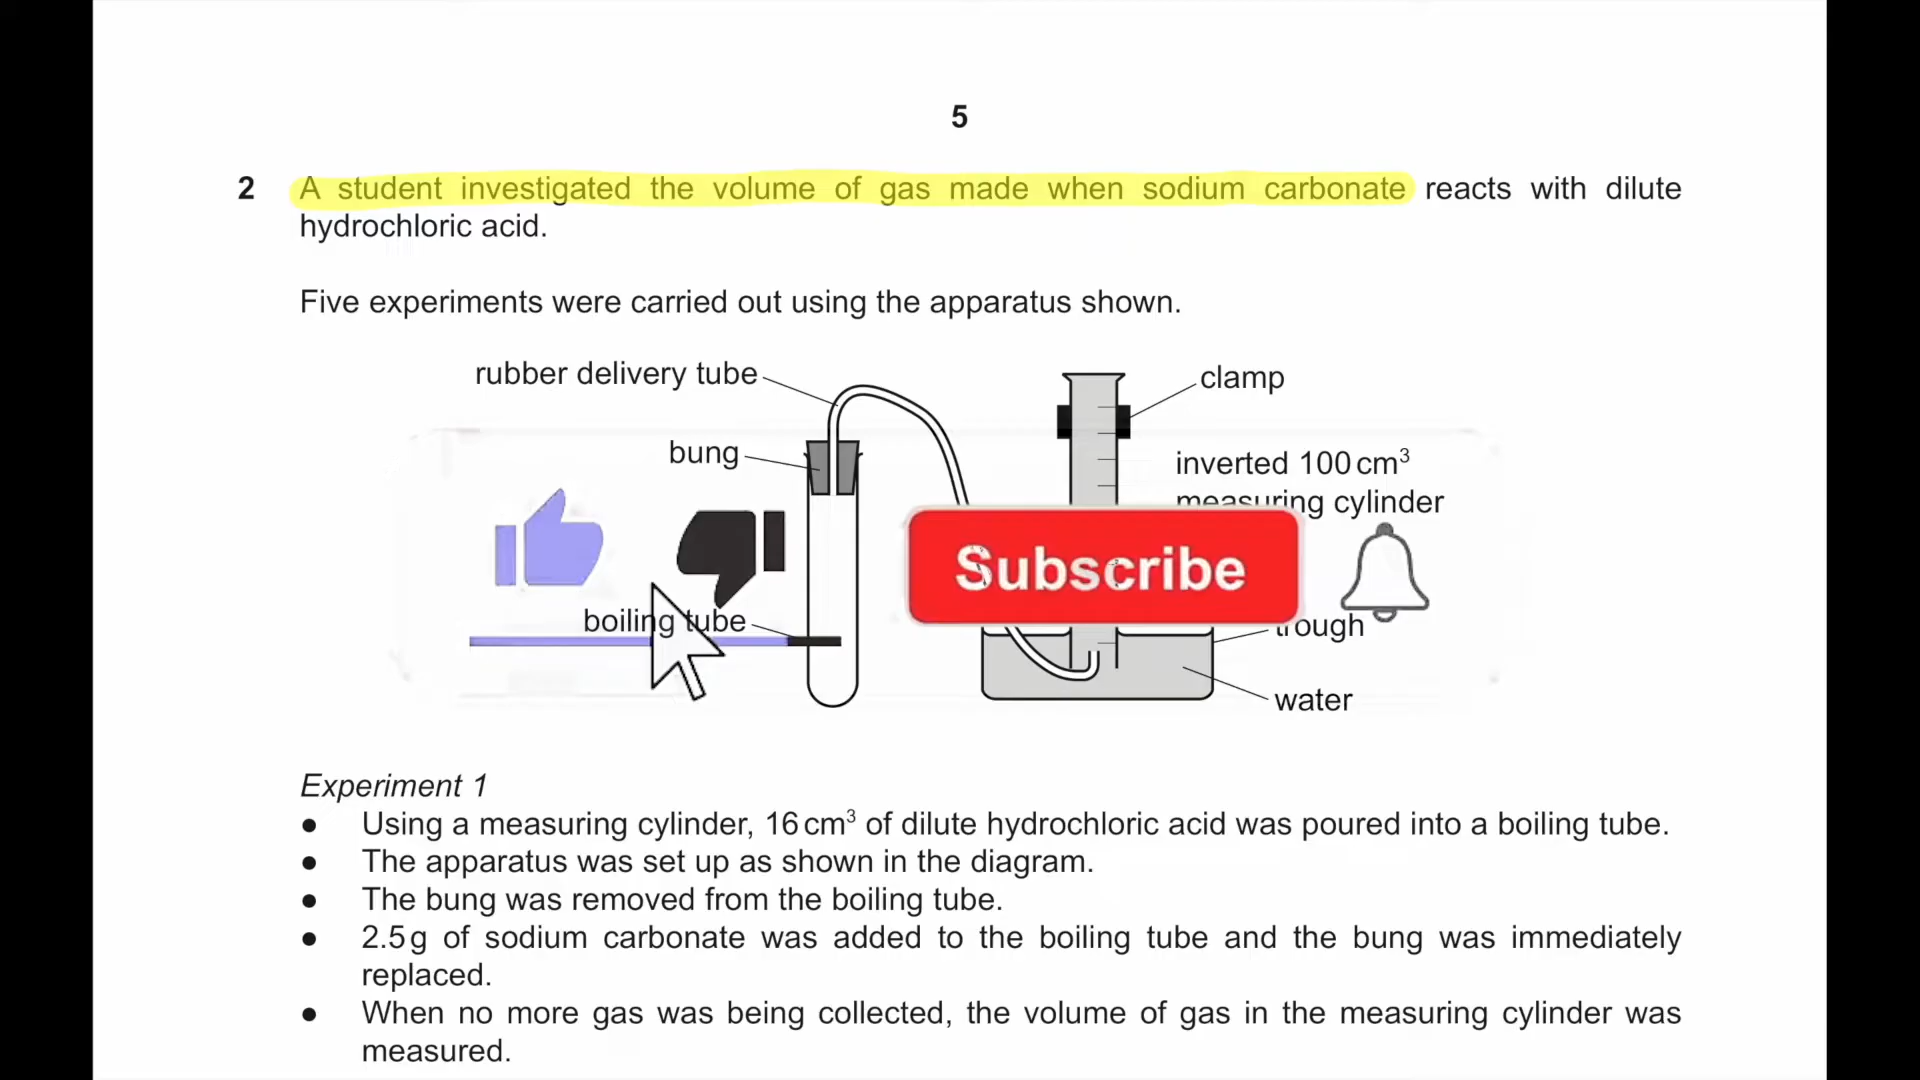 5
2 A student investigated the volume of gas made when sodium carbonate reacts with dilute
hydrochloric acid.
Five experiments were carried out using the apparatus shown.
rubber delivery tube
clamp
bung
inverted 100 cm³
measuring cylinder
Subscribe
boiling tube
trough
water
Experiment 1
● Using a measuring cylinder, 16 cm³ of dilute hydrochloric acid was poured into a boiling tube.
● The apparatus was set up as shown in the diagram.
● The bung was removed from the boiling tube.
● 2.5 g of sodium carbonate was added to the boiling tube and the bung was immediately
replaced.
● When no more gas was being collected, the volume of gas in the measuring cylinder was
measured.